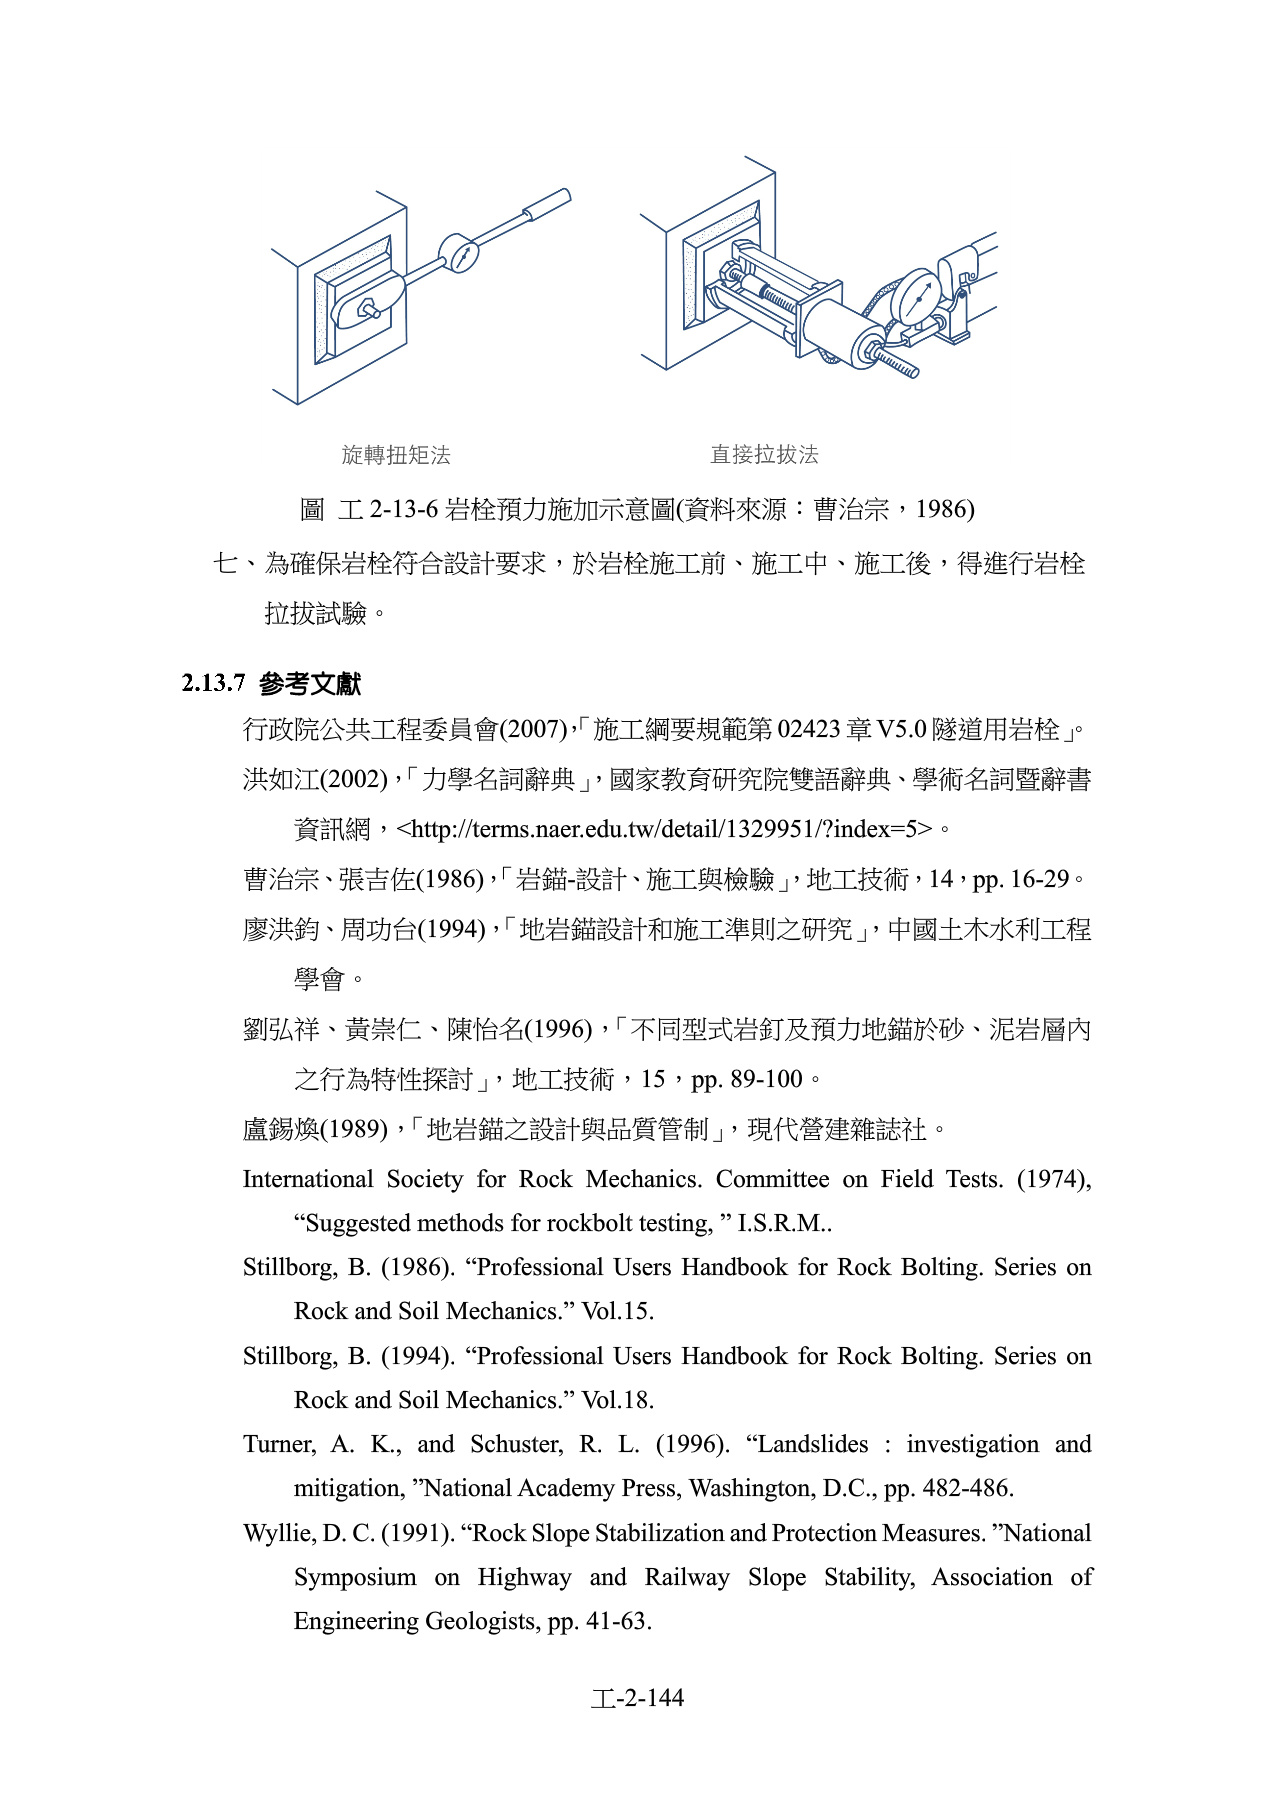 旋轉扭矩法 直接拉拔法
圖 工 2-13-6 岩栓預力施加示意圖(資料來源：曹治宗，1986)
七、為確保岩栓符合設計要求，於岩栓施工前、施工中、施工後，得進行岩栓
拉拔試驗。
2.13.7 參考文獻
行政院公共工程委員會(2007)，「施工綱要規範第 02423 章 V5.0 隧道用岩栓」。
洪如江(2002)，「力學名詞辭典」，國家教育研究院雙語辭典、學術名詞暨辭書
資訊網，<http://terms.naer.edu.tw/detail/1329951/?index=5>。
曹治宗、張吉佐(1986)，「岩錨-設計、施工與檢驗」，地工技術，14，pp. 16-29。
廖洪鈞、周功台(1994)，「地岩錨設計和施工準則之研究」，中國土木水利工程
學會。
劉弘祥、黃崇仁、陳怡名(1996)，「不同型式岩釘及預力地錨於砂、泥岩層內
之行為特性探討」，地工技術，15，pp. 89-100。
盧錫煥(1989)，「地岩錨之設計與品質管制」，現代營建雜誌社。
International Society for Rock Mechanics. Committee on Field Tests. (1974),
“Suggested methods for rockbolt testing, ” I.S.R.M..
Stillborg, B. (1986). “Professional Users Handbook for Rock Bolting. Series on
Rock and Soil Mechanics.” Vol.15.
Stillborg, B. (1994). “Professional Users Handbook for Rock Bolting. Series on
Rock and Soil Mechanics.” Vol.18.
Turner, A. K., and Schuster, R. L. (1996). “Landslides : investigation and
mitigation, ”National Academy Press, Washington, D.C., pp. 482-486.
Wyllie, D. C. (1991). “Rock Slope Stabilization and Protection Measures. ”National
Symposium on Highway and Railway Slope Stability, Association of
Engineering Geologists, pp. 41-63.
工-2-144